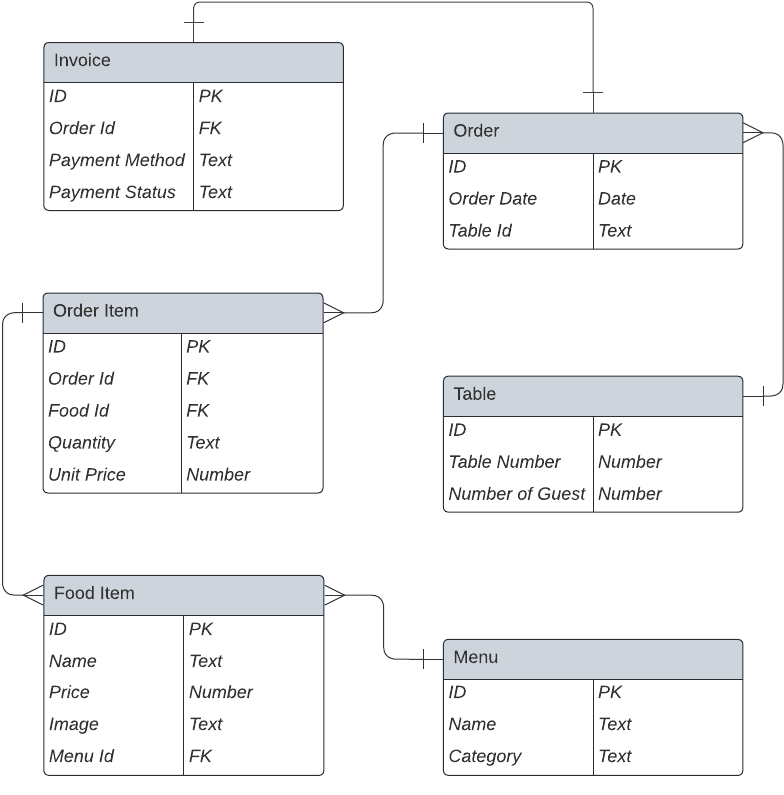 Invoice
ID PK
Order Id FK
Payment Method Text
Payment Status Text
Order
ID PK
Order Date Date
Table Id Text
Order Item
ID PK
Order Id FK
Food Id FK
Quantity Text
Unit Price Number
Table
ID PK
Table Number Number
Number of Guest Number
Food Item
ID PK
Name Text
Price Number
Image Text
Menu Id FK
Menu
ID PK
Name Text
Category Text